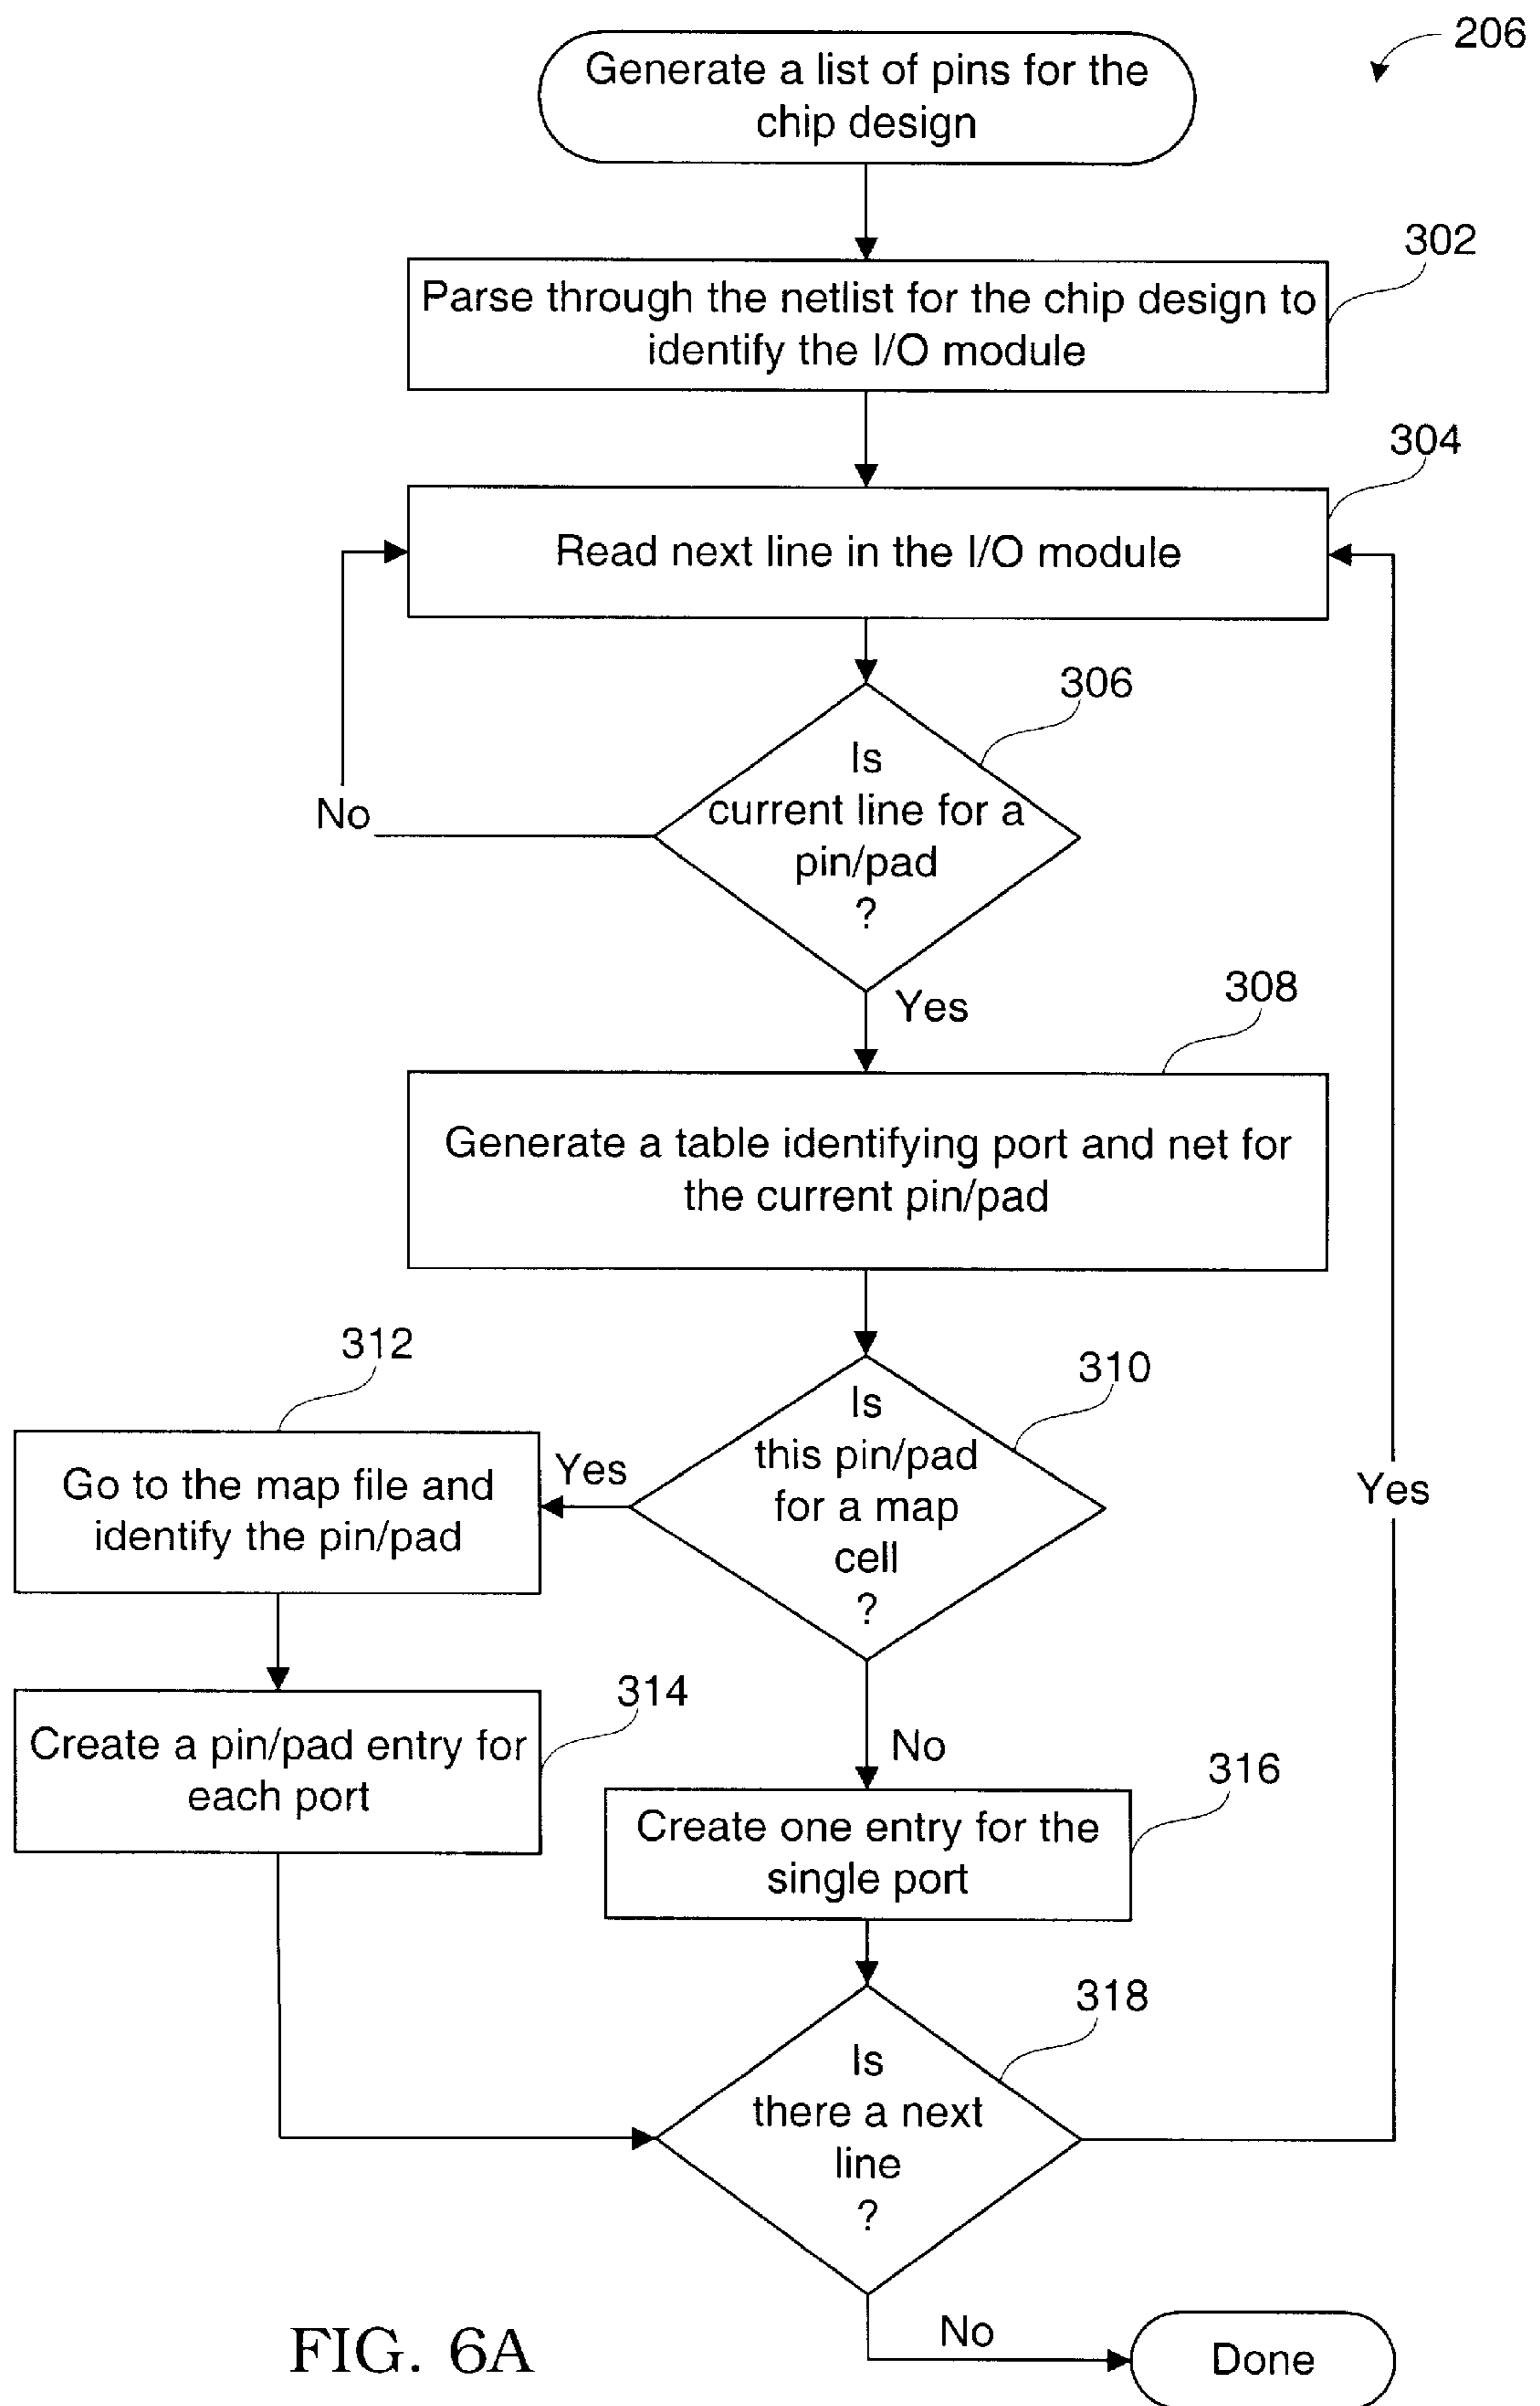 206
Generate a list of pins for the
chip design
302
Parse through the netlist for the chip design to
identify the I/O module
304
Read next line in the I/O module
306
Is
current line for a
pin/pad
?
No
Yes
308
Generate a table identifying port and net for
the current pin/pad
312
310
Is
this pin/pad
for a map
cell
?
Yes
Go to the map file and
identify the pin/pad
Yes
314
Create a pin/pad entry for
each port
No
316
Create one entry for the
single port
318
Is
there a next
line
?
No
Done
FIG. 6A